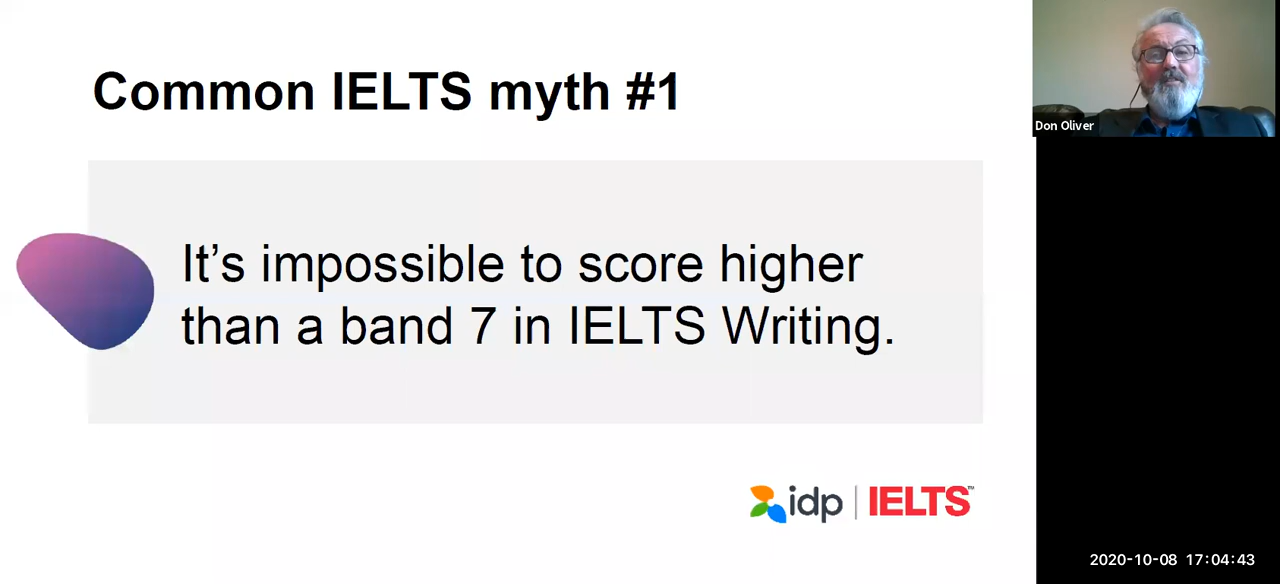 Common IELTS myth #1
It’s impossible to score higher
than a band 7 in IELTS Writing.
idp | IELTS™
Don Oliver
2020-10-08 17:04:43